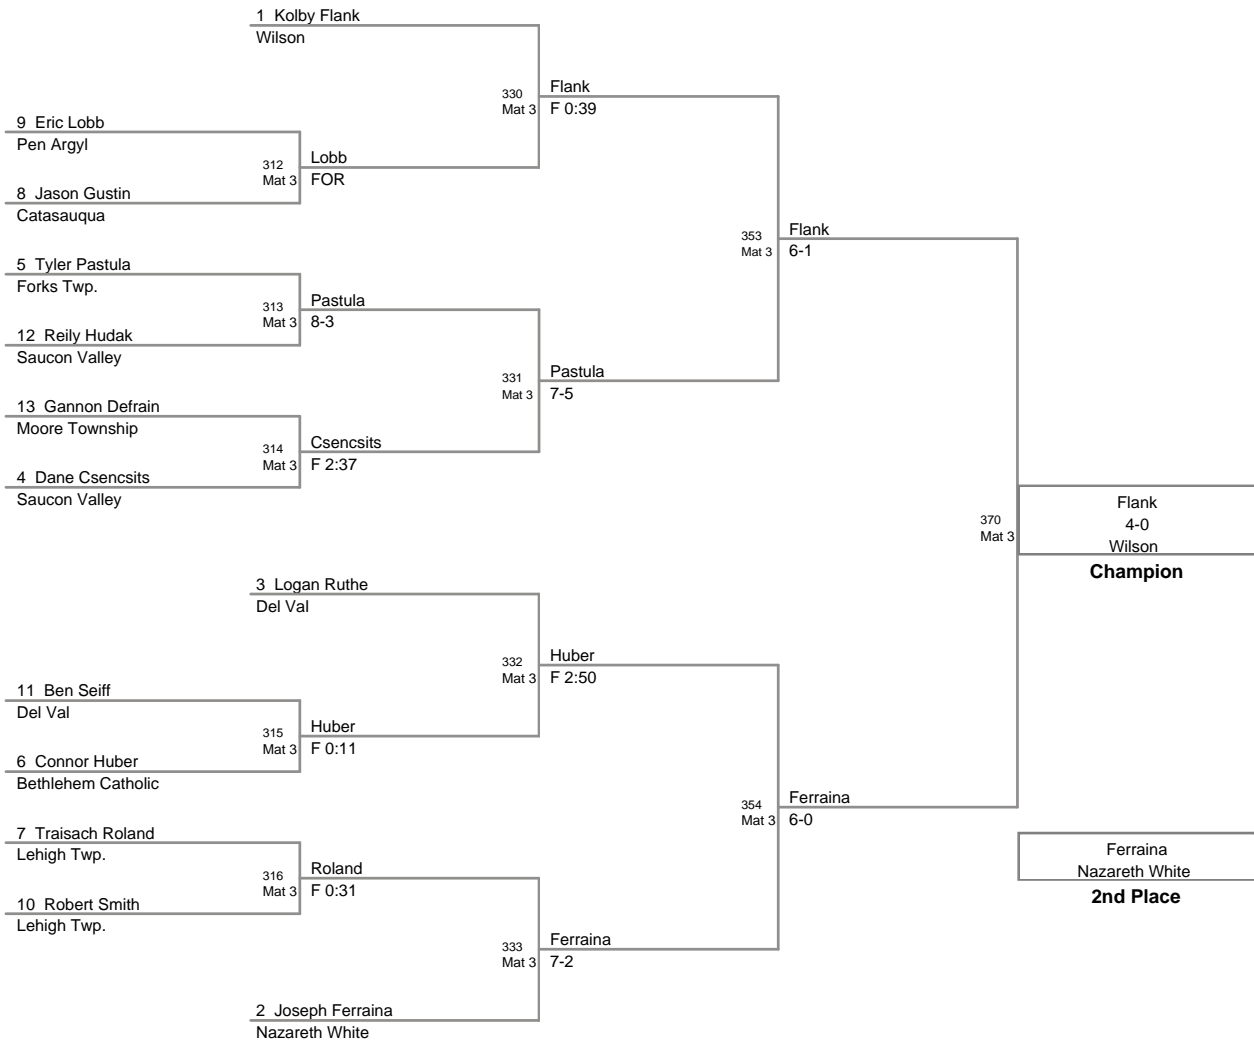 1 Kolby Flank
Wilson
330
Mat 3
Flank
F 0:39
9 Eric Lobb
Pen Argyl
312
Mat 3
Lobb
FOR
8 Jason Gustin
Catasauqua
353
Mat 3
Flank
6-1
5 Tyler Pastula
Forks Twp.
313
Mat 3
Pastula
8-3
12 Reily Hudak
Saucon Valley
331
Mat 3
Pastula
7-5
13 Gannon Defrain
Moore Township
314
Mat 3
Csencsits
F 2:37
4 Dane Csencsits
Saucon Valley
370
Mat 3
Flank
4-0
Wilson
Champion
3 Logan Ruthe
Del Val
332
Mat 3
Huber
F 2:50
11 Ben Seiff
Del Val
315
Mat 3
Huber
F 0:11
6 Connor Huber
Bethlehem Catholic
354
Mat 3
Ferraina
6-0
7 Traisach Roland
Lehigh Twp.
316
Mat 3
Roland
F 0:31
10 Robert Smith
Lehigh Twp.
Ferraina
Nazareth White
2nd Place
333
Mat 3
Ferraina
7-2
2 Joseph Ferraina
Nazareth White